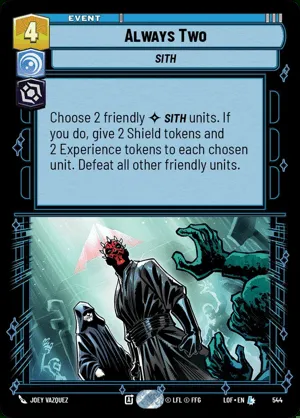 EVENT
4
ALWAYS TWO
SITH
Choose 2 friendly ✧ SITH units. If
you do, give 2 Shield tokens and
2 Experience tokens to each chosen
unit. Defeat all other friendly units.
JOEY VAZQUEZ
© LFL © FFG
LOF • EN
544